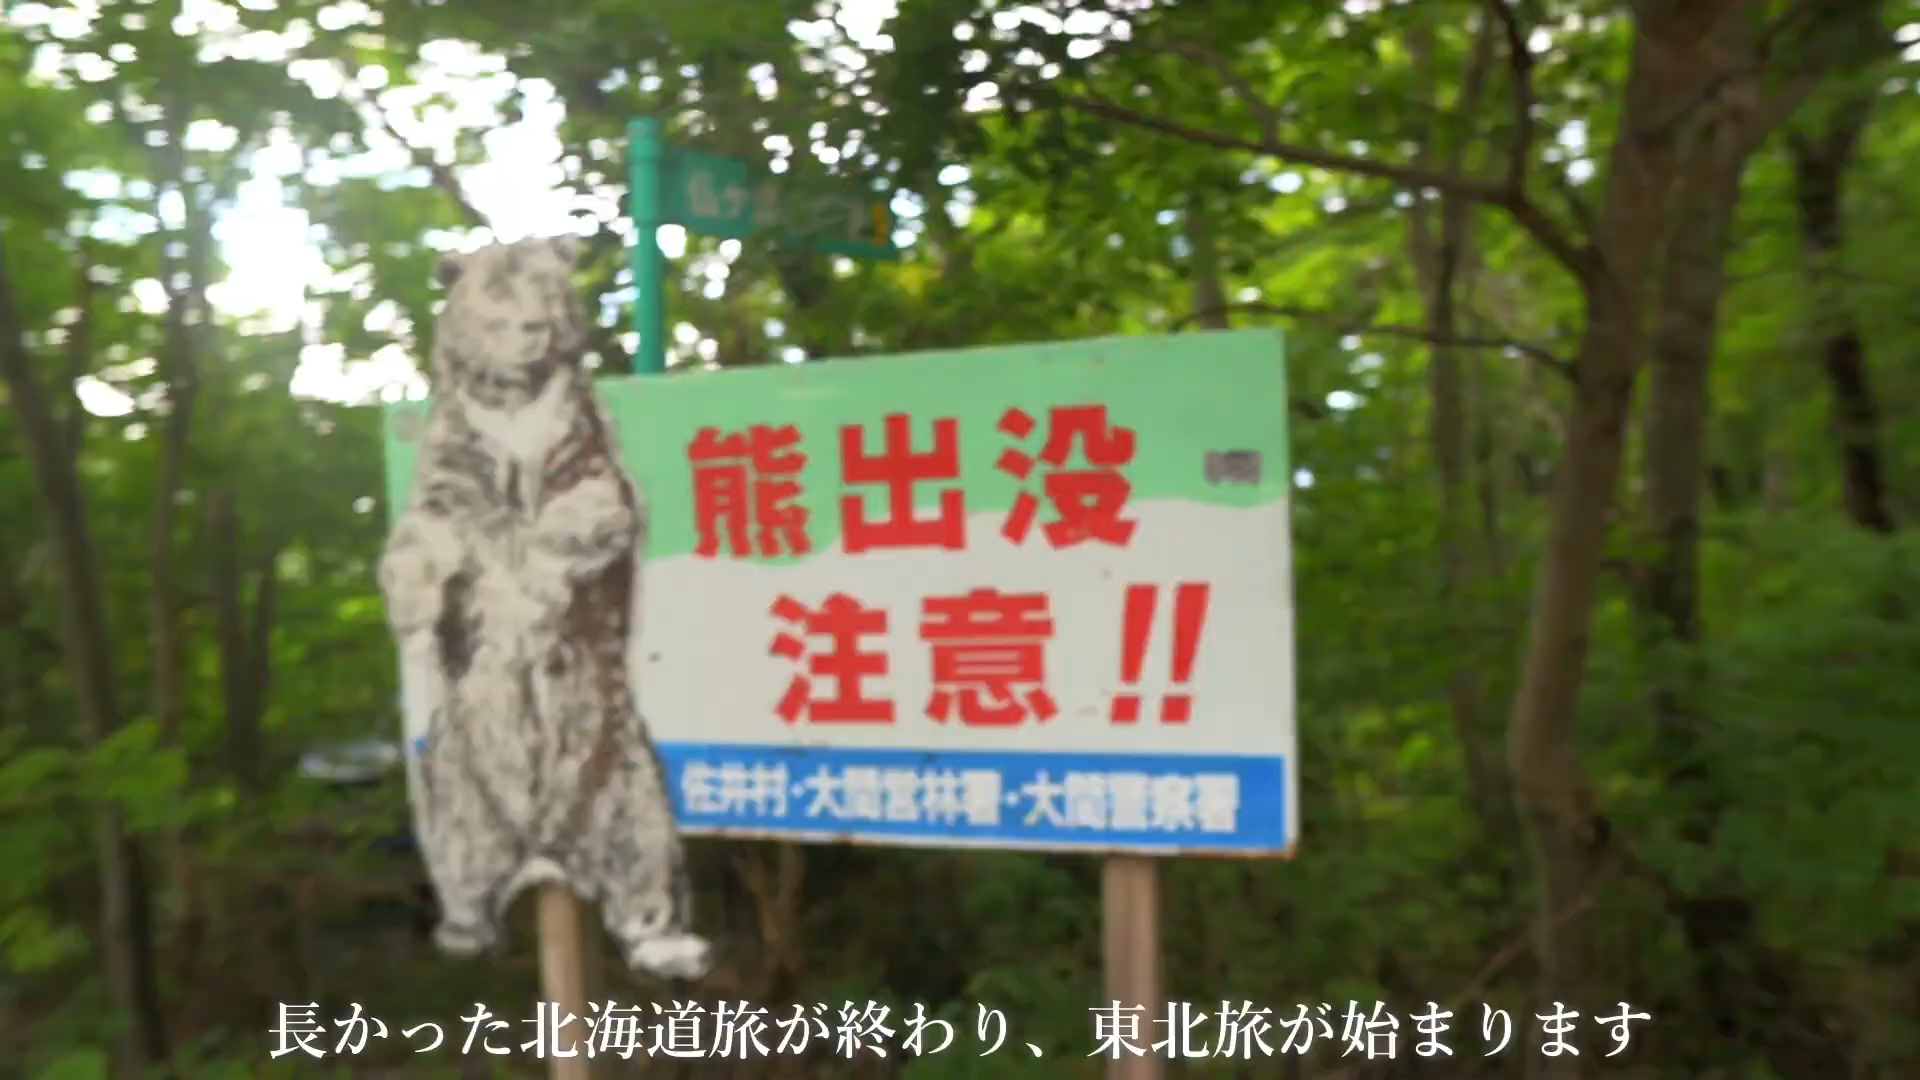 熊出没
注意!!
佐井村・大間営林署・大間警察署
長かった北海道旅が終わり、東北旅が始まります